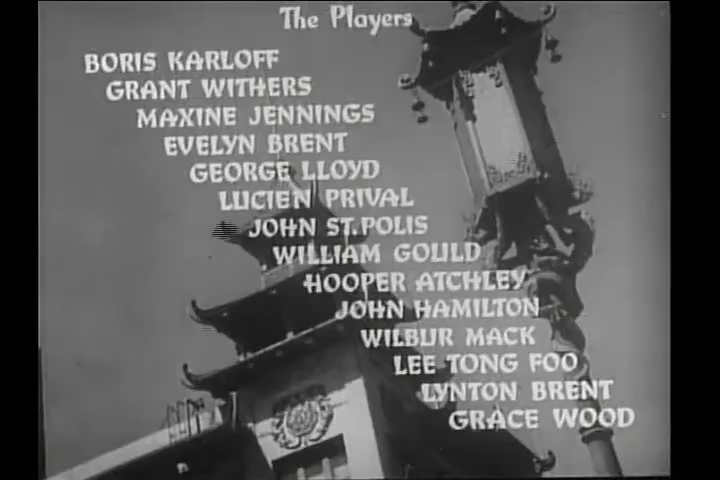 The Players
BORIS KARLOFF
GRANT WITHERS
MAXINE JENNINGS
EVELYN BRENT
GEORGE LLOYD
LUCIEN PRIVAL
JOHN ST. POLIS
WILLIAM GOULD
HOOPER ATCHLEY
JOHN HAMILTON
WILBUR MACK
LEE TONG FOO
LYNTON BRENT
GRACE WOOD